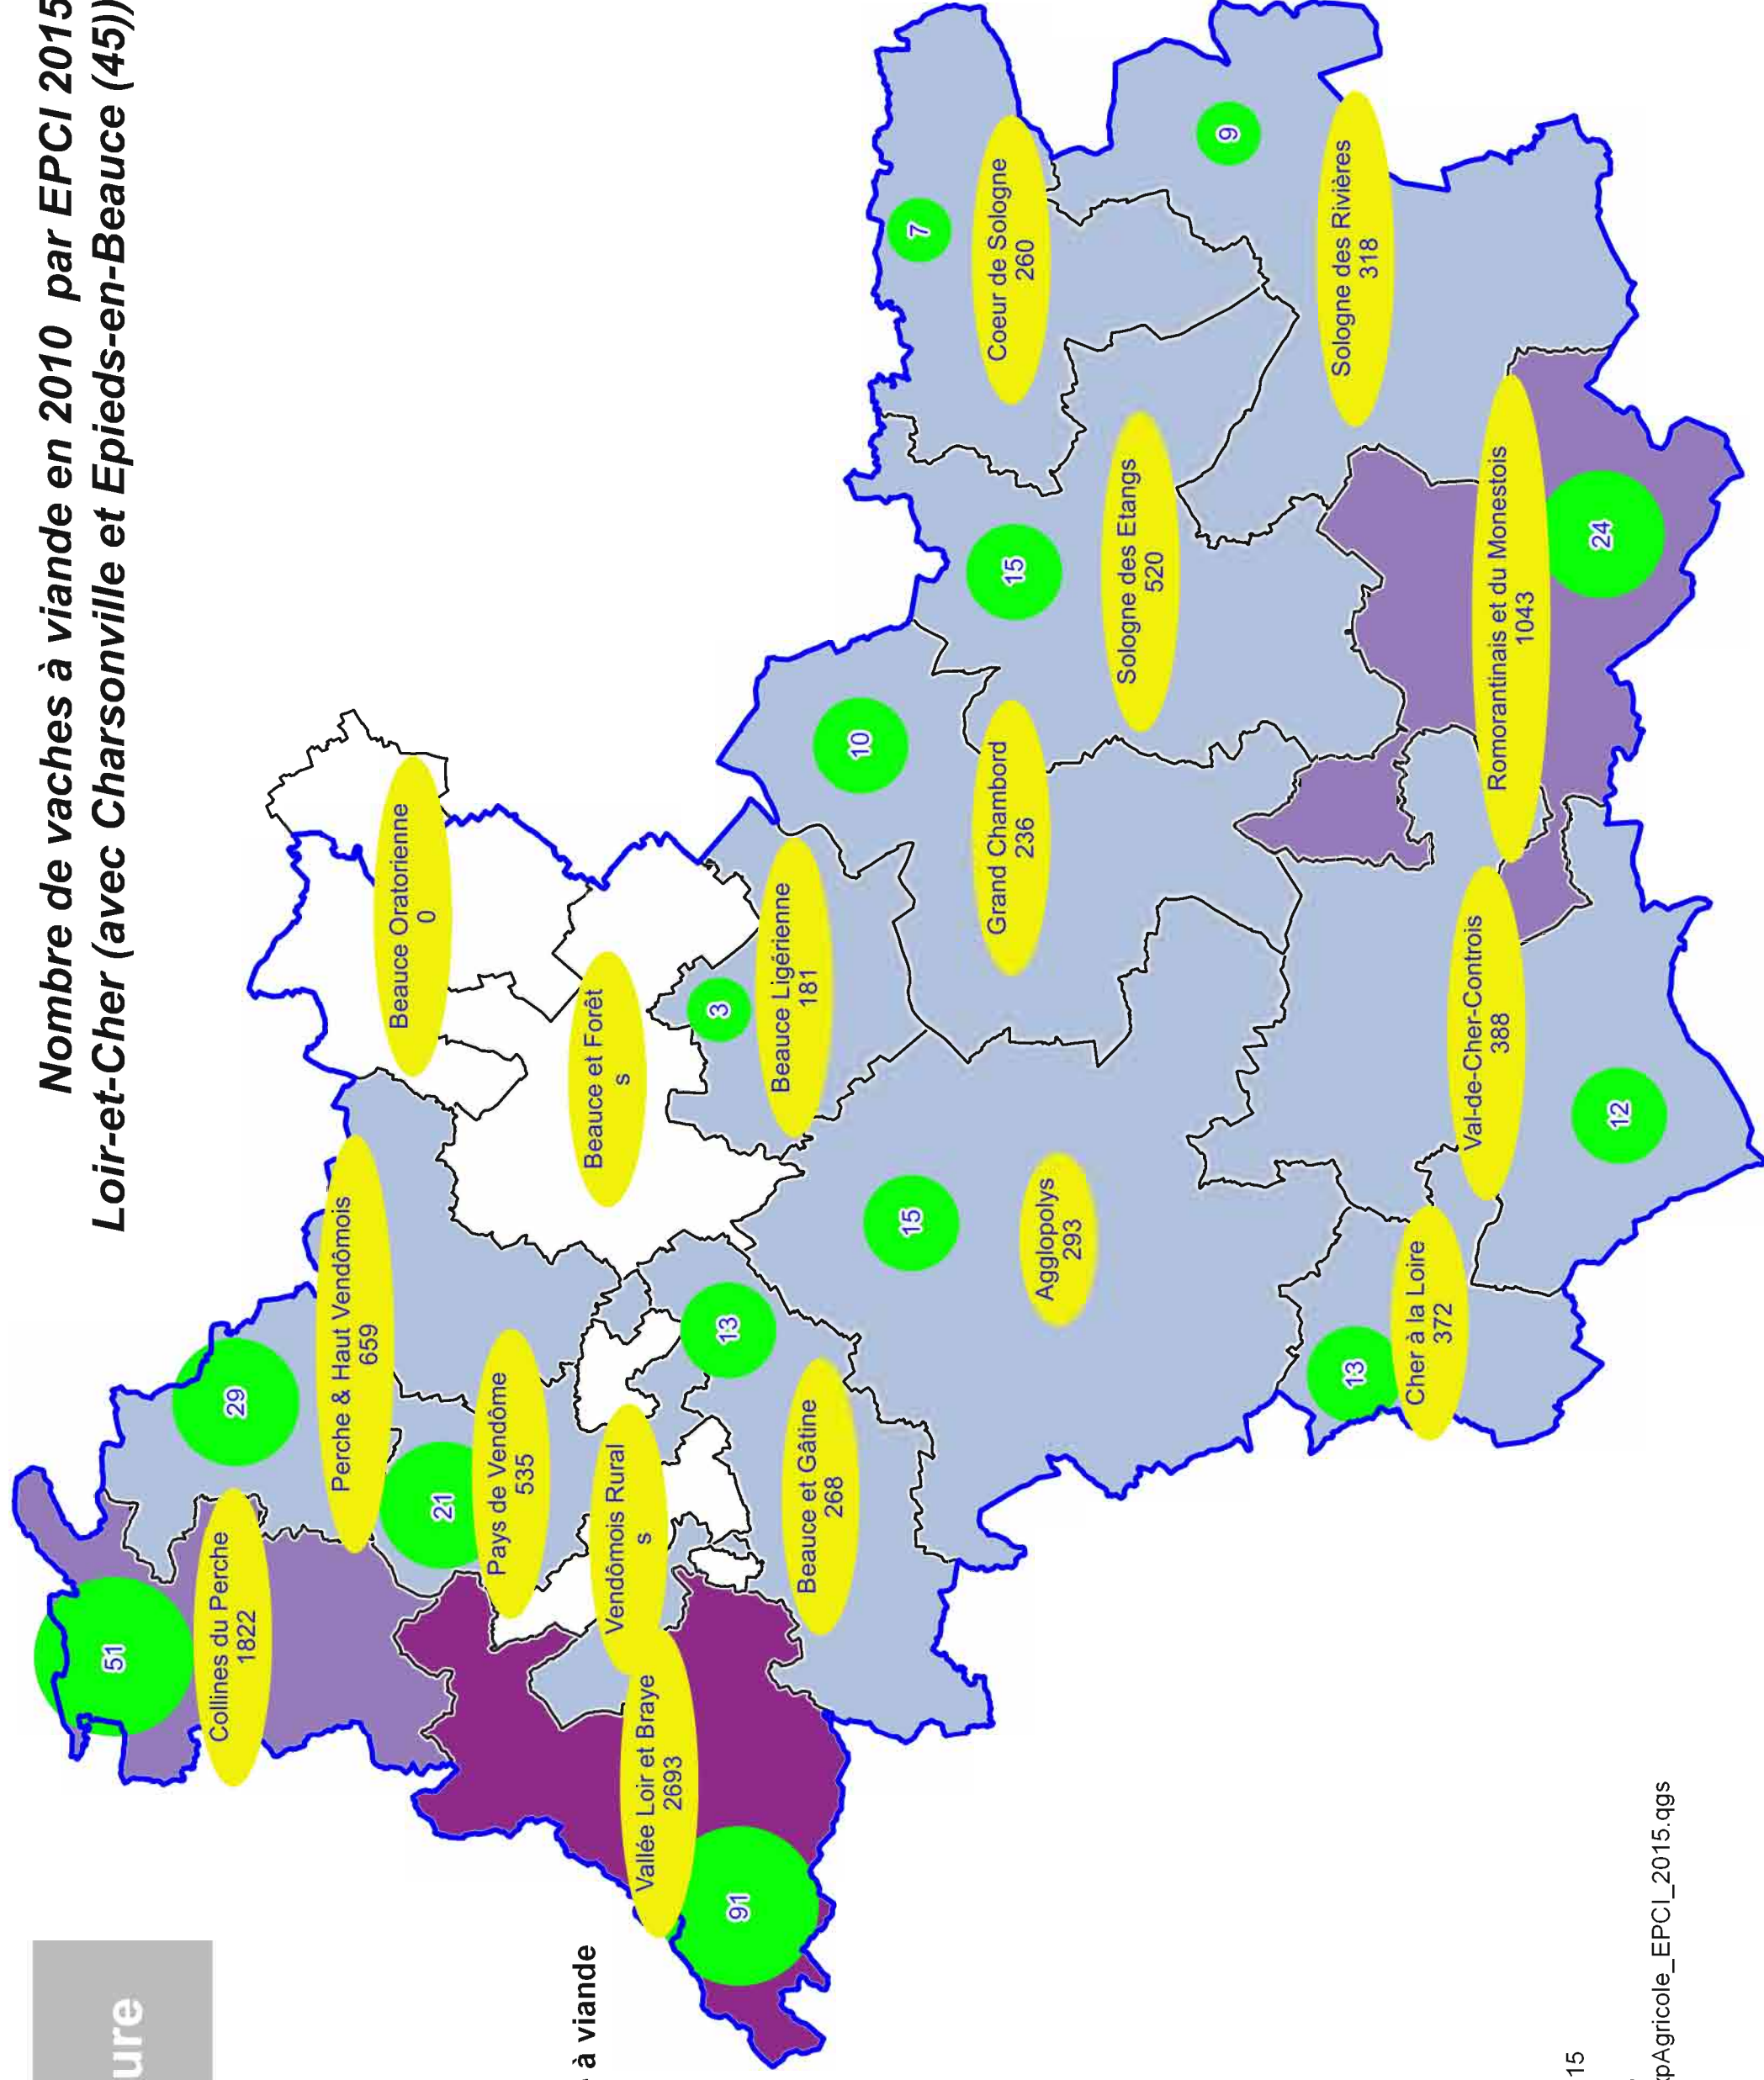 Nombre de vaches à viande en 2010 par EPCI 2015
Loir-et-Cher (avec Charsonville et Epieds-en-Beauce (45))
ure
51
Collines du Perche
1822
29
Perche & Haut Vendômois
659
Beauce Oratorienne
0
21
Pays de Vendôme
535
Beauce et Forêt
s
Vendômois Rural
s
Vallée Loir et Braye
2693
91
à viande
13
3
Beauce Ligérienne
181
Beauce et Gâtine
268
10
7
15
Agglopolys
293
Grand Chambord
236
15
Coeur de Sologne
260
Sologne des Etangs
520
9
Sologne des Rivières
318
13
Cher à la Loire
372
Val-de-Cher-Controis
388
Romorantinais et du Monestois
1043
12
24
15
pAgricole_EPCI_2015.qgs